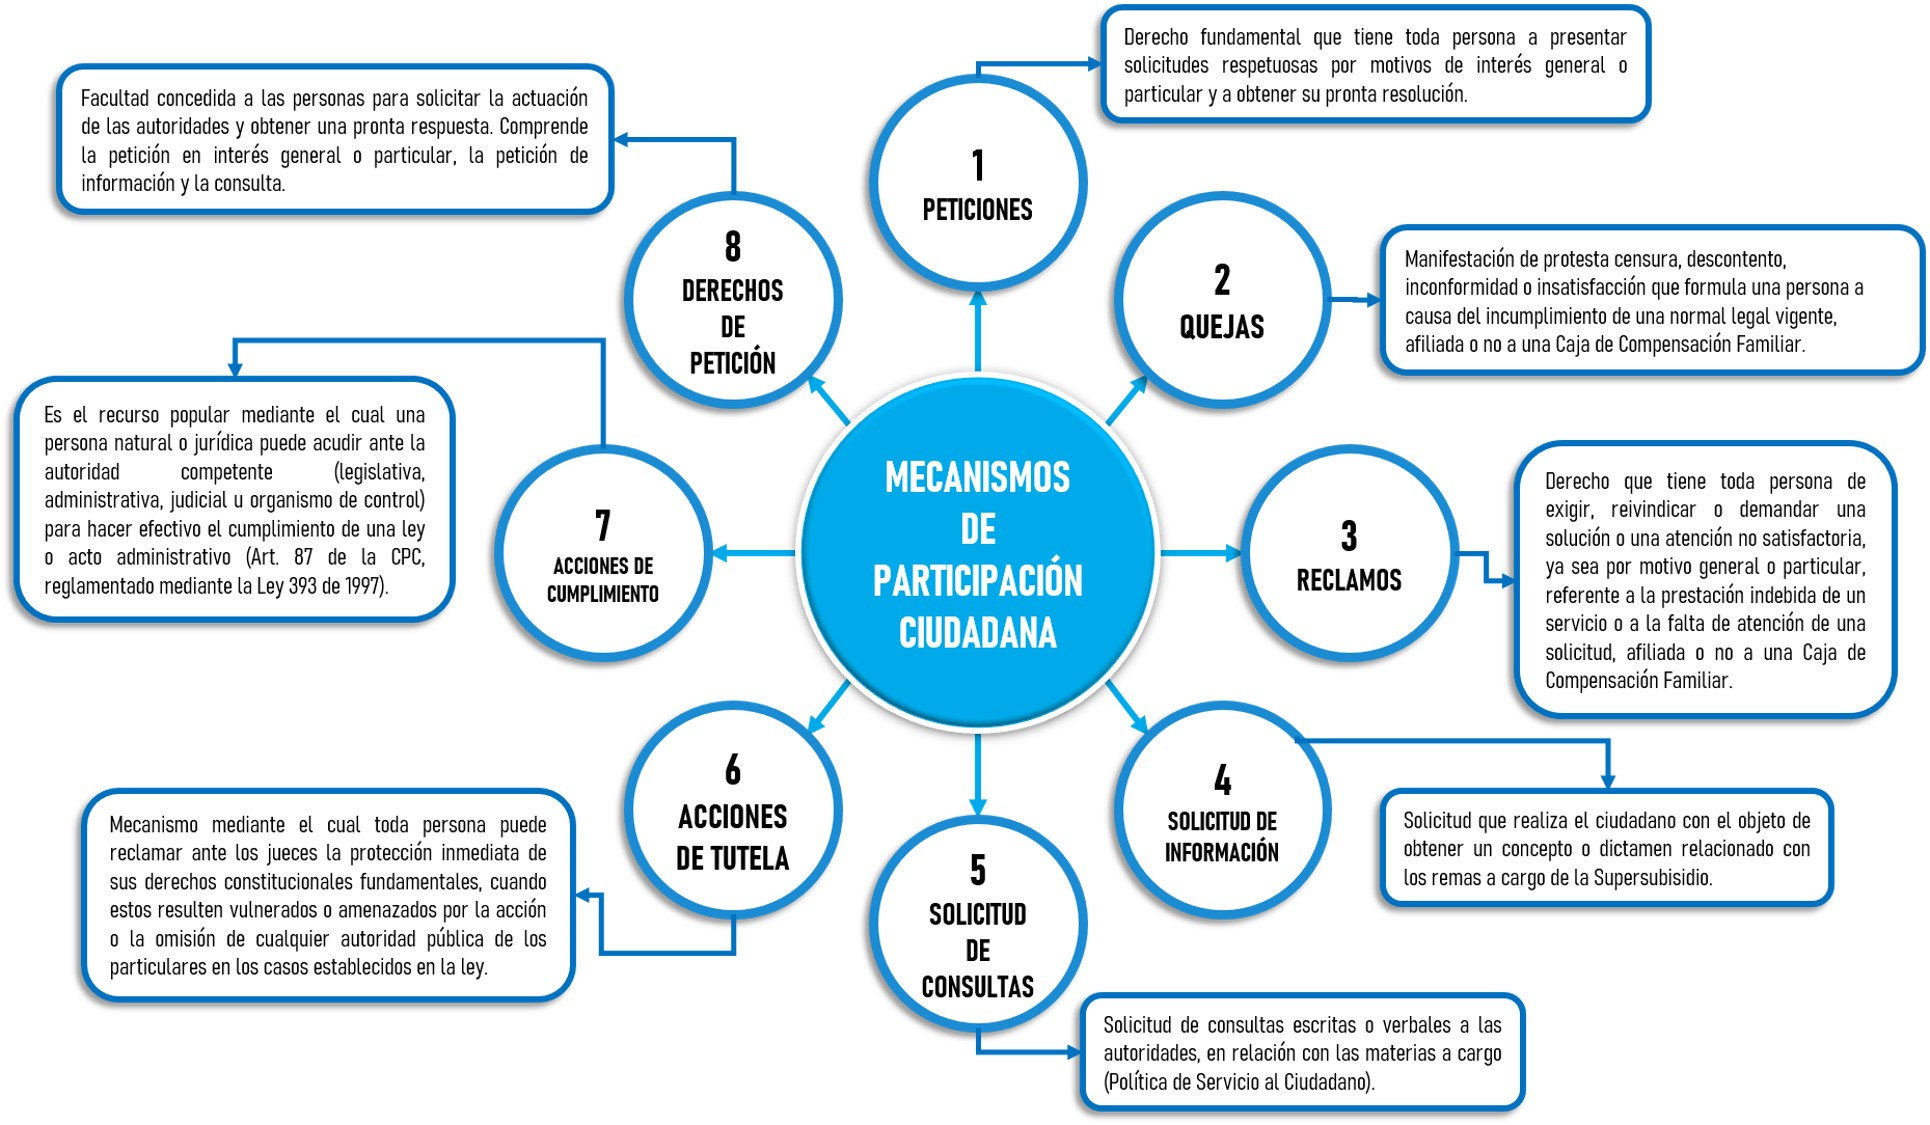 MECANISMOS
DE
PARTICIPACIÓN
CIUDADANA
1
PETICIONES
Derecho fundamental que tiene toda persona a presentar
solicitudes respetuosas por motivos de interés general o
particular y a obtener su pronta resolución.
2
QUEJAS
Manifestación de protesta censura, descontento,
inconformidad o insatisfacción que formula una persona a
causa del incumplimiento de una normal legal vigente,
afiliada o no a una Caja de Compensación Familiar.
3
RECLAMOS
Derecho que tiene toda persona de
exigir, reivindicar o demandar una
solución o una atención no satisfactoria,
ya sea por motivo general o particular,
referente a la prestación indebida de un
servicio o a la falta de atención de una
solicitud, afiliada o no a una Caja de
Compensación Familiar.
4
SOLICITUD DE
INFORMACIÓN
Solicitud que realiza el ciudadano con el objeto de
obtener un concepto o dictamen relacionado con
los remas a cargo de la Supersubisidio.
5
SOLICITUD
DE
CONSULTAS
Solicitud de consultas escritas o verbales a las
autoridades, en relación con las materias a cargo
(Política de Servicio al Ciudadano).
6
ACCIONES
DE TUTELA
Mecanismo mediante el cual toda persona puede
reclamar ante los jueces la protección inmediata de
sus derechos constitucionales fundamentales, cuando
estos resulten vulnerados o amenazados por la acción
o la omisión de cualquier autoridad pública de los
particulares en los casos establecidos en la ley.
7
ACCIONES DE
CUMPLIMIENTO
Es el recurso popular mediante el cual una
persona natural o jurídica puede acudir ante la
autoridad competente (legislativa,
administrativa, judicial u organismo de control)
para hacer efectivo el cumplimiento de una ley
o acto administrativo (Art. 87 de la CPC,
reglamentado mediante la Ley 393 de 1997).
8
DERECHOS
DE
PETICIÓN
Facultad concedida a las personas para solicitar la actuación
de las autoridades y obtener una pronta respuesta. Comprende
la petición en interés general o particular, la petición de
información y la consulta.